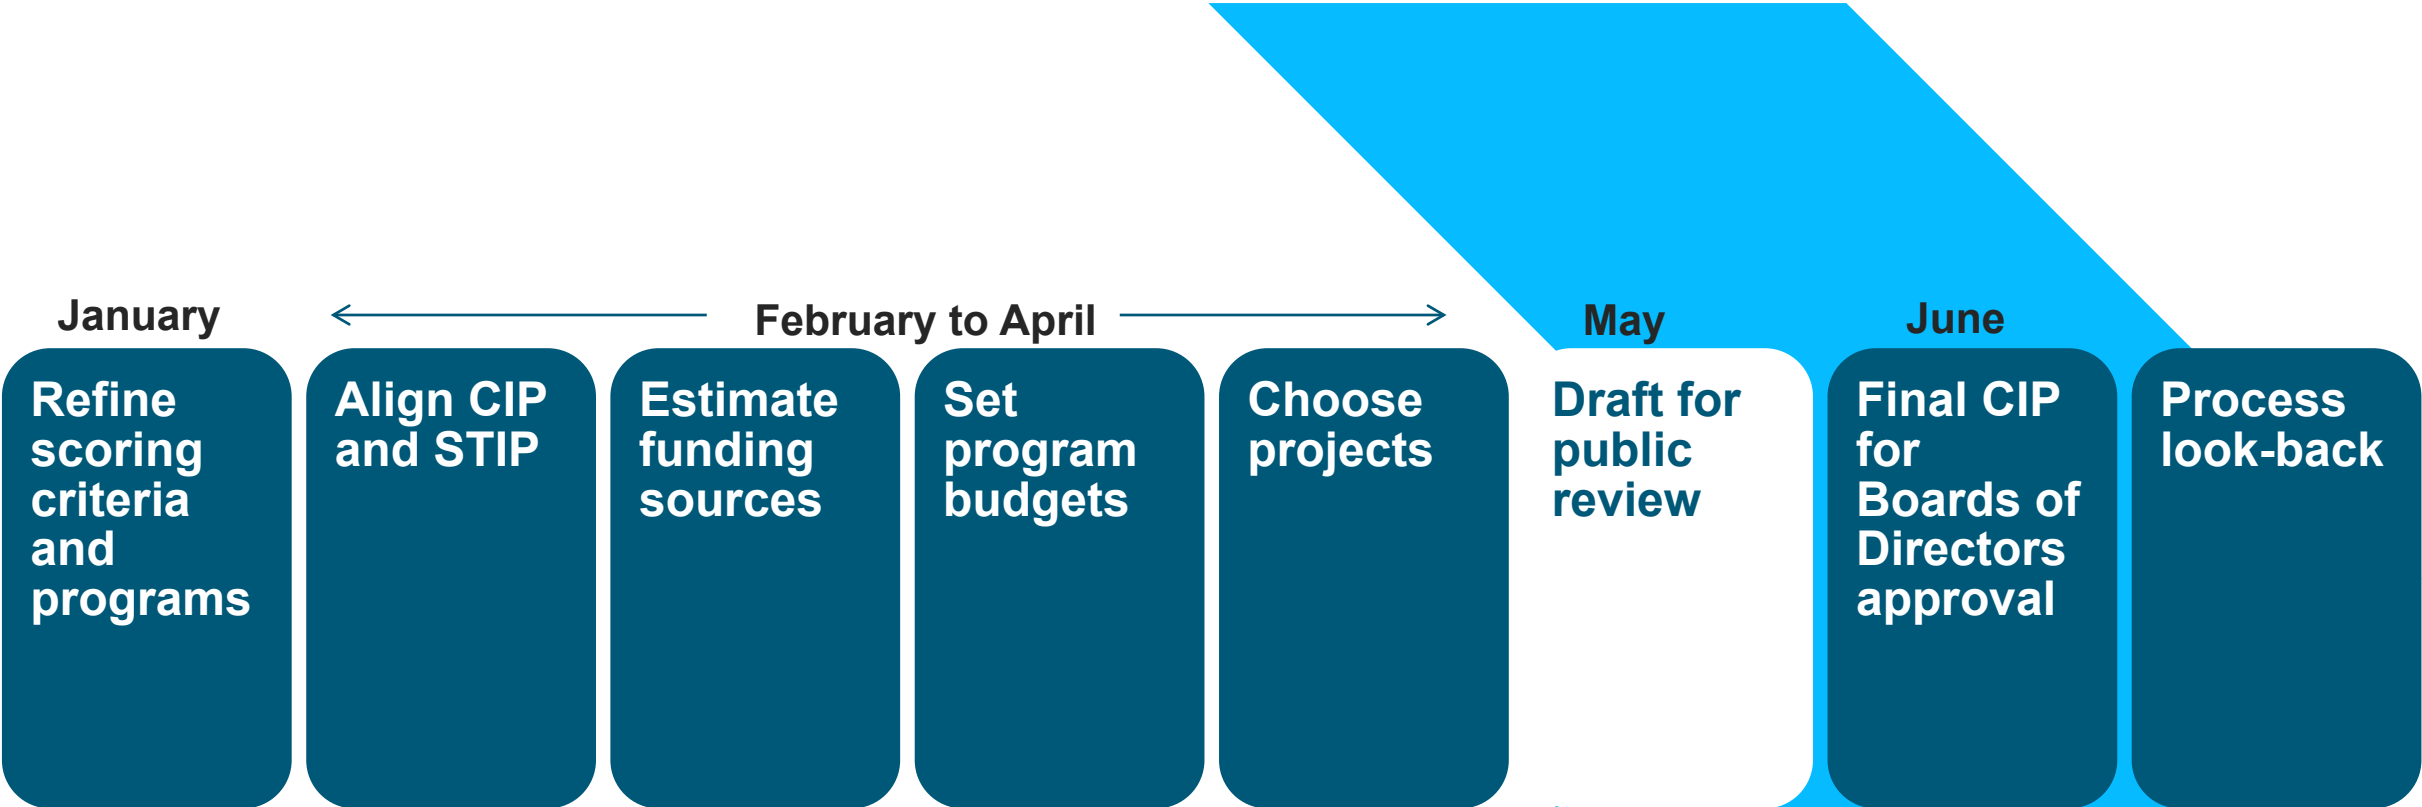 January
February to April
May
June
Refine
scoring
criteria
and
programs
Align CIP
and STIP
Estimate
funding
sources
Set
program
budgets
Choose
projects
Draft for
public
review
Final CIP
for
Boards of
Directors
approval
Process
look-back